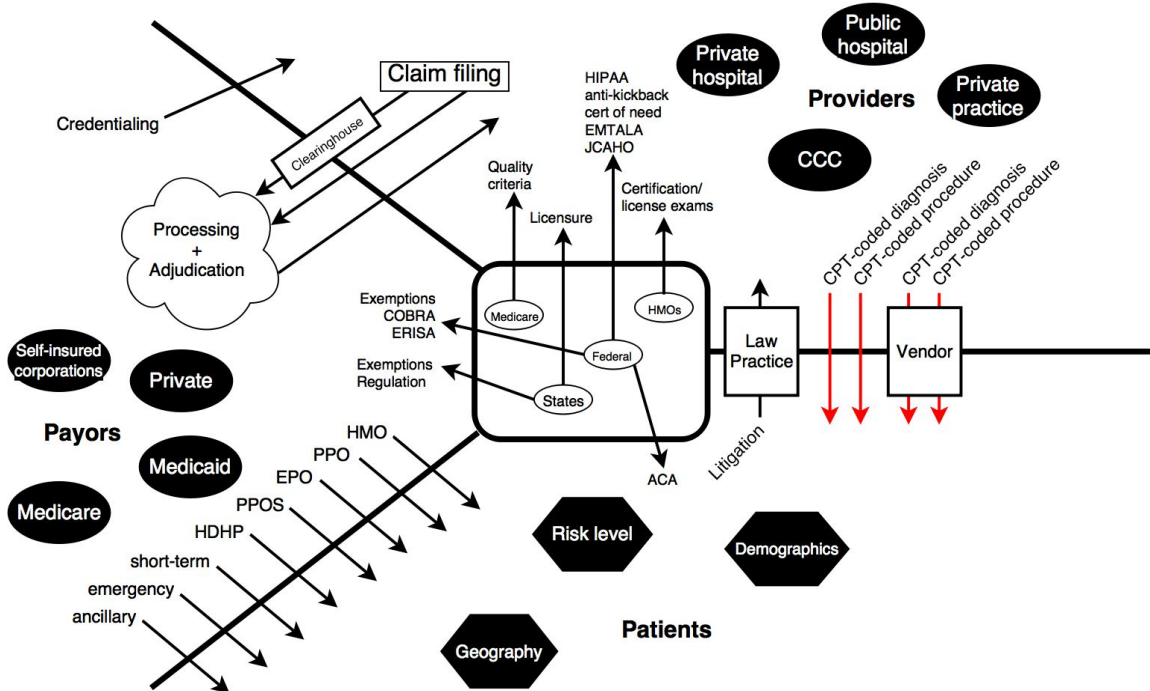 Public
hospital
Private
hospital
Providers
Private
practice
CCC
Claim filing
Credentialing
Clearinghouse
HIPAA
anti-kickback
cert of need
EMTALA
JCAHO
Quality
criteria
Licensure
Certification/
license exams
Processing
+
Adjudication
CPT-coded diagnosis
CPT-coded procedure
CPT-coded diagnosis
CPT-coded procedure
Exemptions
COBRA
ERISA
Exemptions
Regulation
Medicare
HMOs
Federal
States
Law
Practice
Vendor
Litigation
ACA
Self-insured
corporations
Private
Payors
Medicaid
Medicare
HMO
PPO
EPO
PPOS
HDHP
short-term
emergency
ancillary
Risk level
Demographics
Patients
Geography